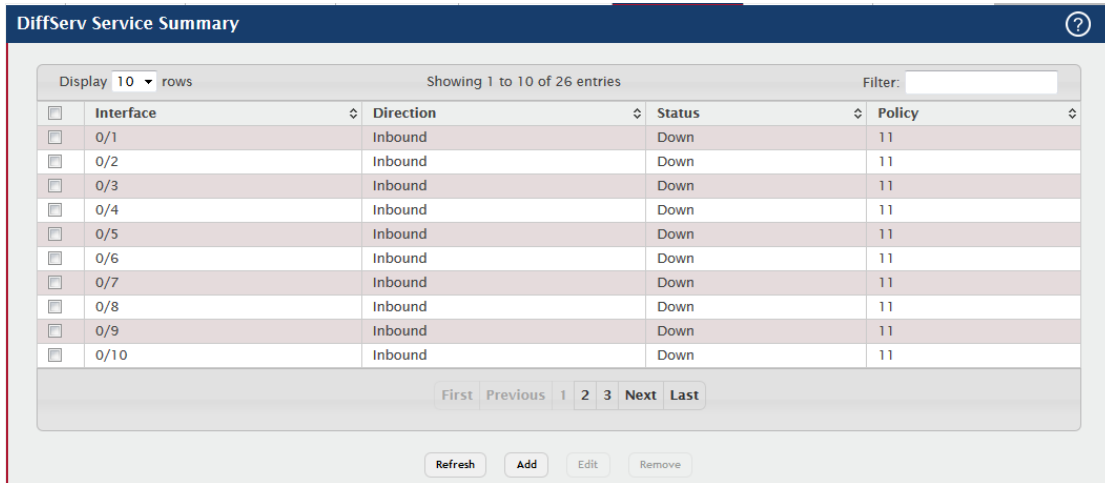 DiffServ Service Summary ?
Display 10 rows Showing 1 to 10 of 26 entries Filter:
Interface Direction Status Policy
0/1 Inbound Down 11
0/2 Inbound Down 11
0/3 Inbound Down 11
0/4 Inbound Down 11
0/5 Inbound Down 11
0/6 Inbound Down 11
0/7 Inbound Down 11
0/8 Inbound Down 11
0/9 Inbound Down 11
0/10 Inbound Down 11
First Previous 1 2 3 Next Last
Refresh Add Edit Remove